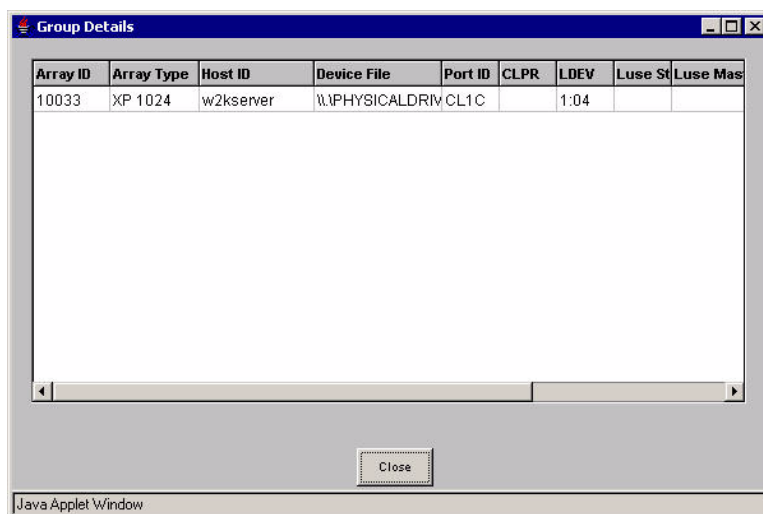 Group Details
Array ID Array Type Host ID Device File Port ID CLPR LDEV Luse St Luse Mas
10033 XP 1024 w2kserver \\.\PHYSICALDRIV CL1C 1:04
Close
Java Applet Window